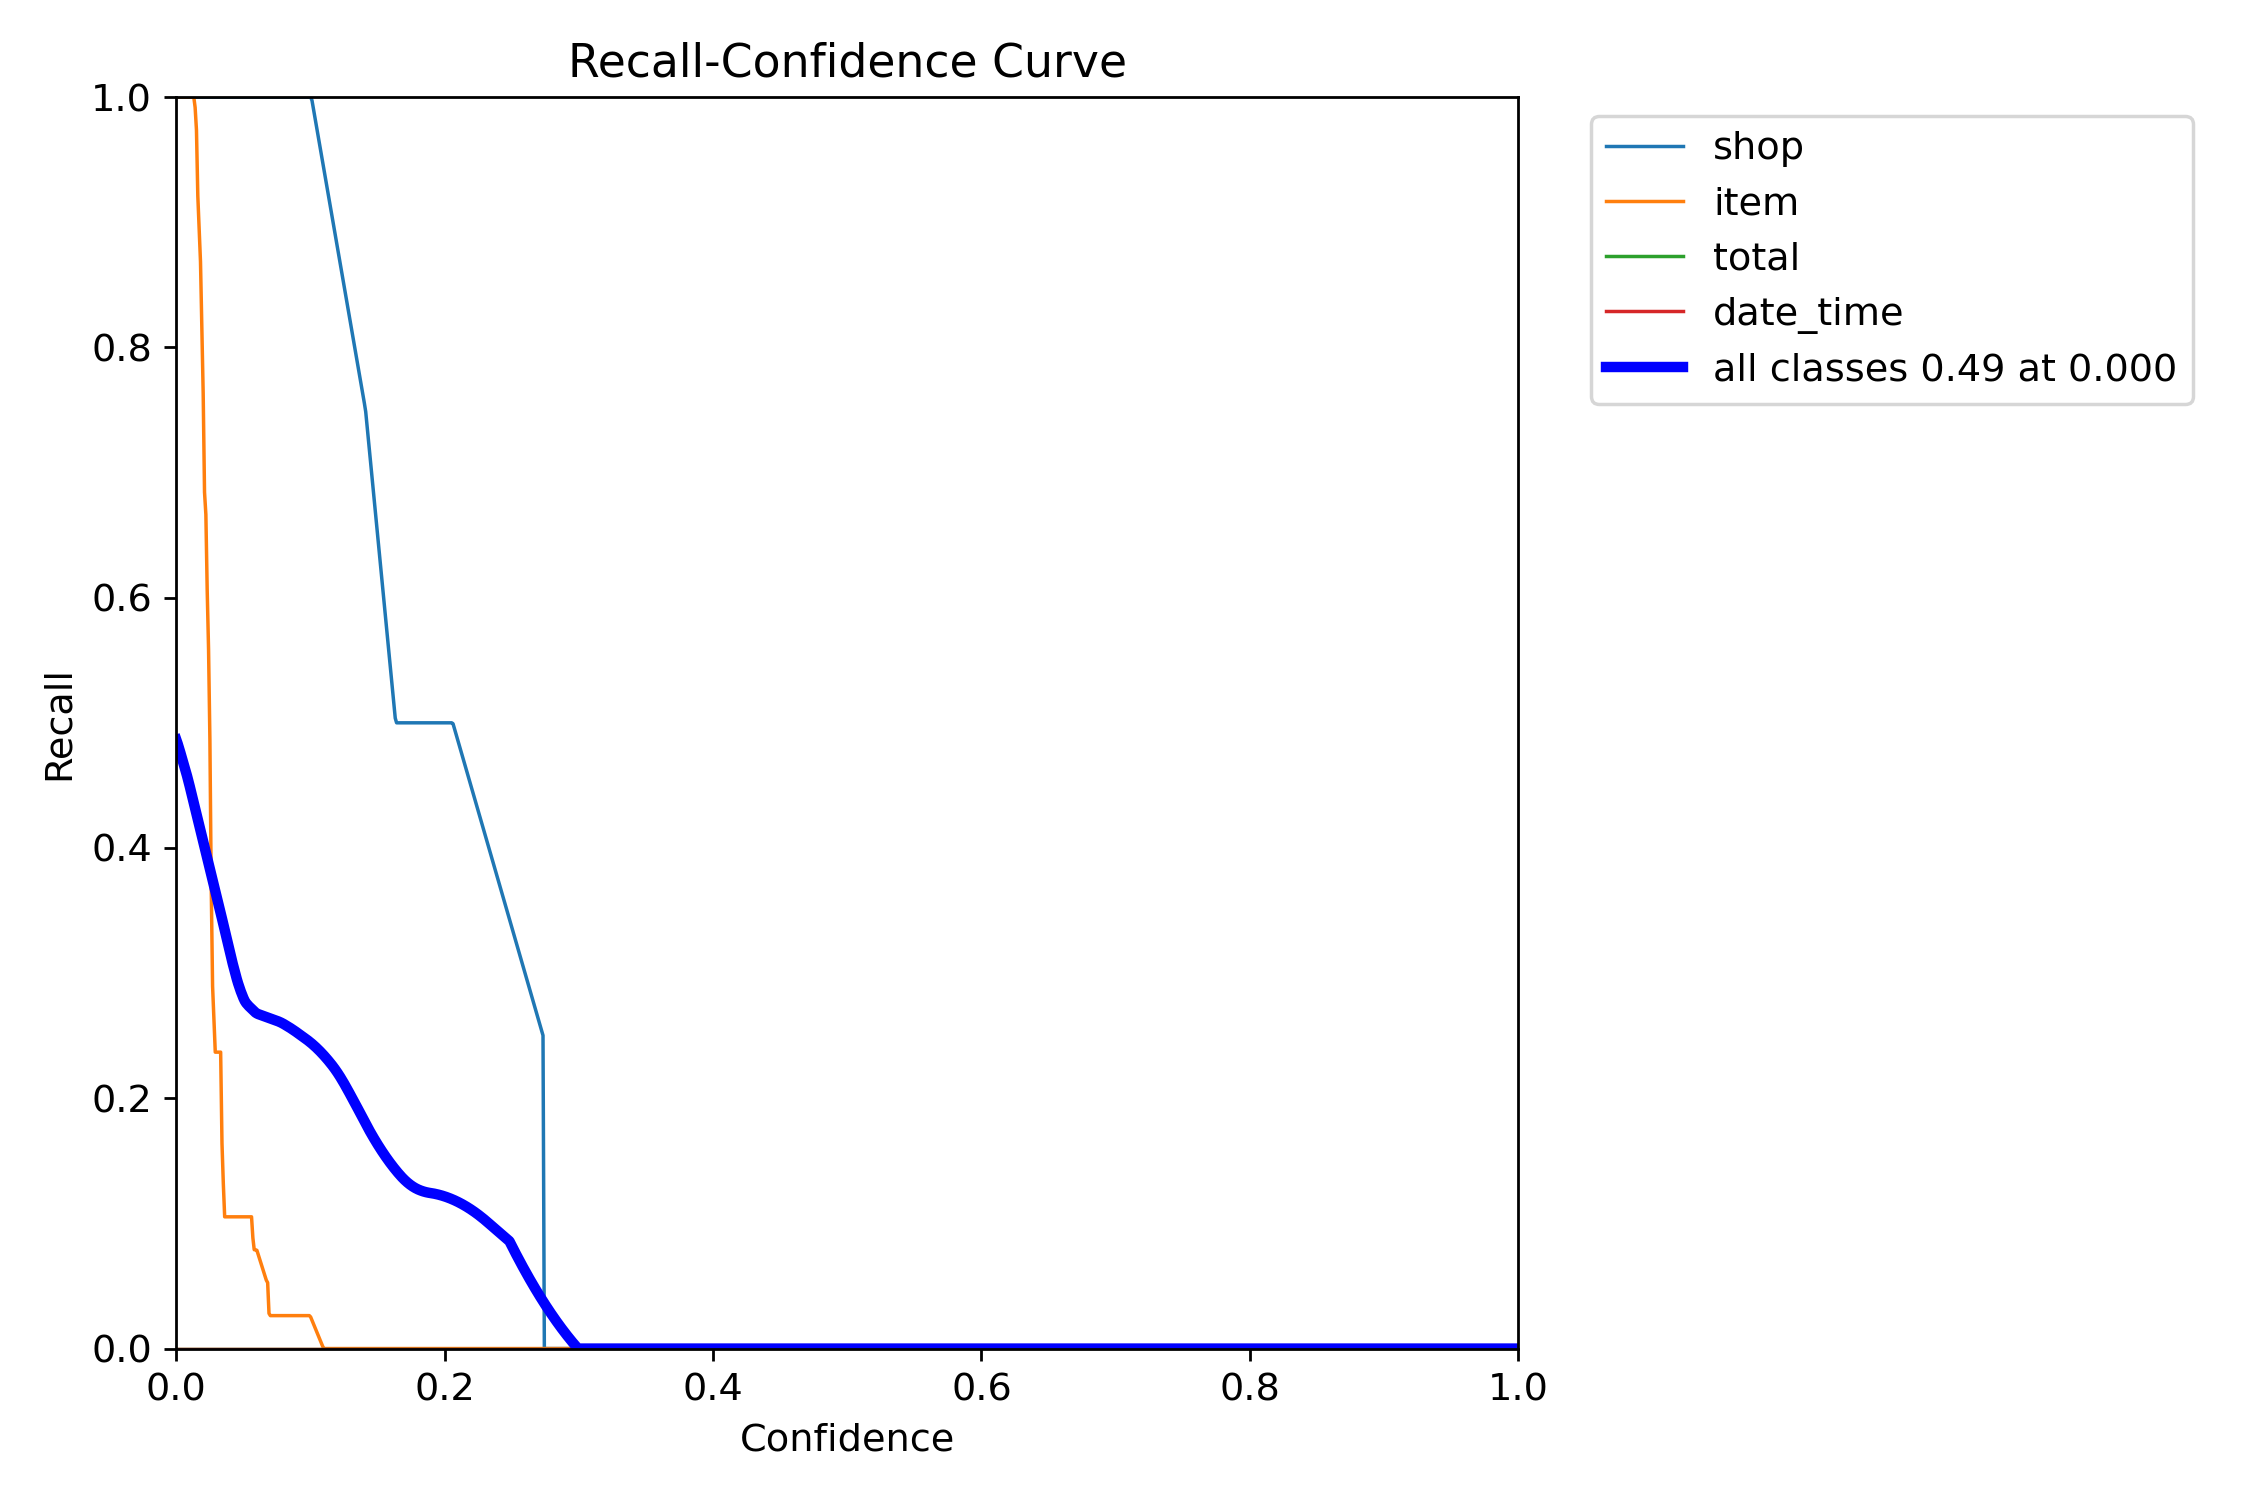 Recall-Confidence Curve
1.0
0.8
0.6
0.4
0.2
0.0
Recall
0.0 0.2 0.4 0.6 0.8 1.0
Confidence
shop
item
total
date_time
all classes 0.49 at 0.000